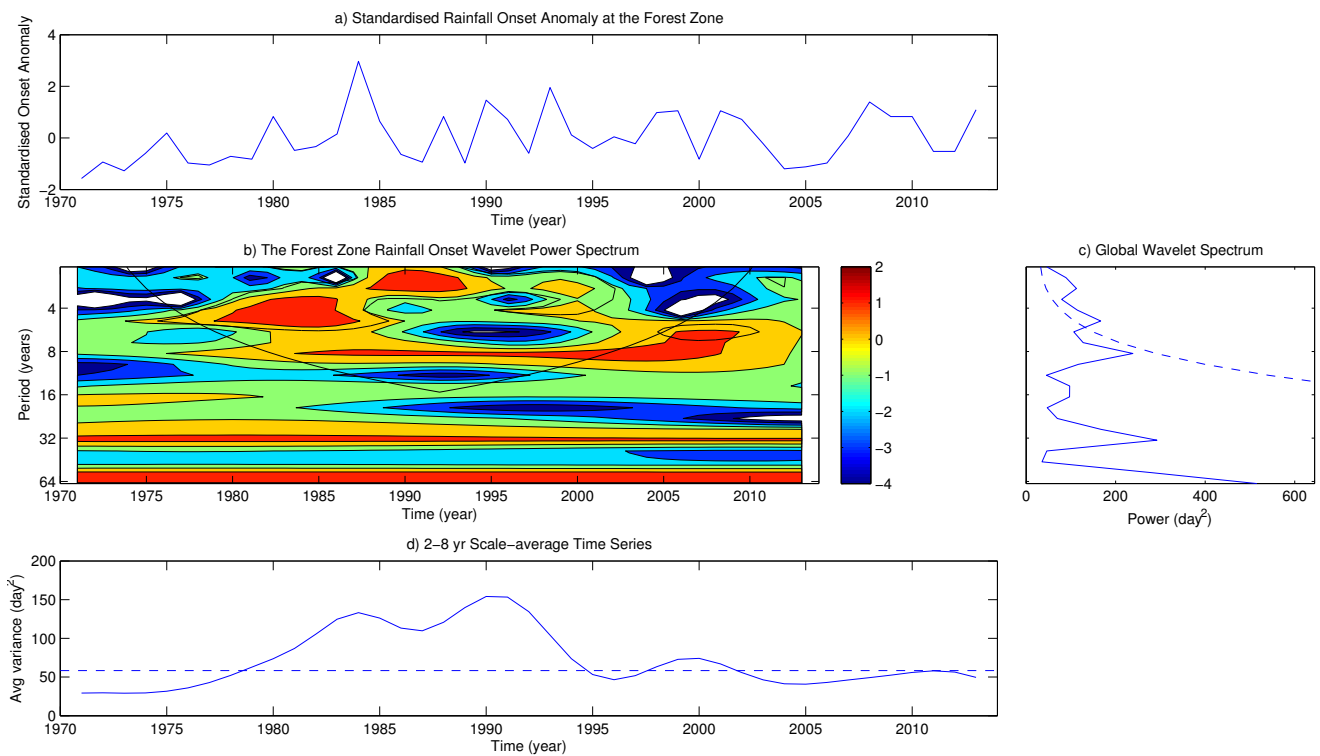 a) Standardised Rainfall Onset Anomaly at the Forest Zone
Standardised Onset Anomaly
4
2
0
−2
1970 1975 1980 1985 1990 1995 2000 2005 2010
Time (year)
b) The Forest Zone Rainfall Onset Wavelet Power Spectrum
Period (years)
4
8
16
32
64
1970 1975 1980 1985 1990 1995 2000 2005 2010
Time (year)
2
1
0
−1
−2
−3
−4
c) Global Wavelet Spectrum
0 200 400 600
Power (day²)
d) 2−8 yr Scale−average Time Series
Avg variance (day²)
200
150
100
50
0
1970 1975 1980 1985 1990 1995 2000 2005 2010
Time (year)